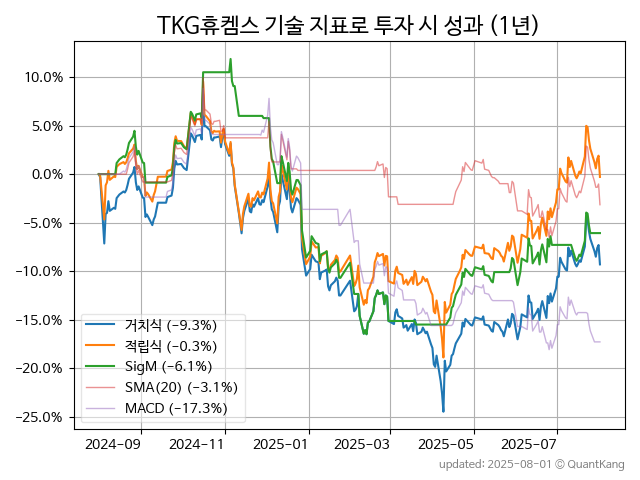 TKG휴켐스 기술 지표로 투자 시 성과 (1년)
10.0%
5.0%
0.0%
−5.0%
−10.0%
−15.0%
−20.0%
−25.0%
거치식 (−9.3%)
적립식 (−0.3%)
SigM (−6.1%)
SMA(20) (−3.1%)
MACD (−17.3%)
2024-09 2024-11 2025-01 2025-03 2025-05 2025-07
updated: 2025-08-01 © QuantKang